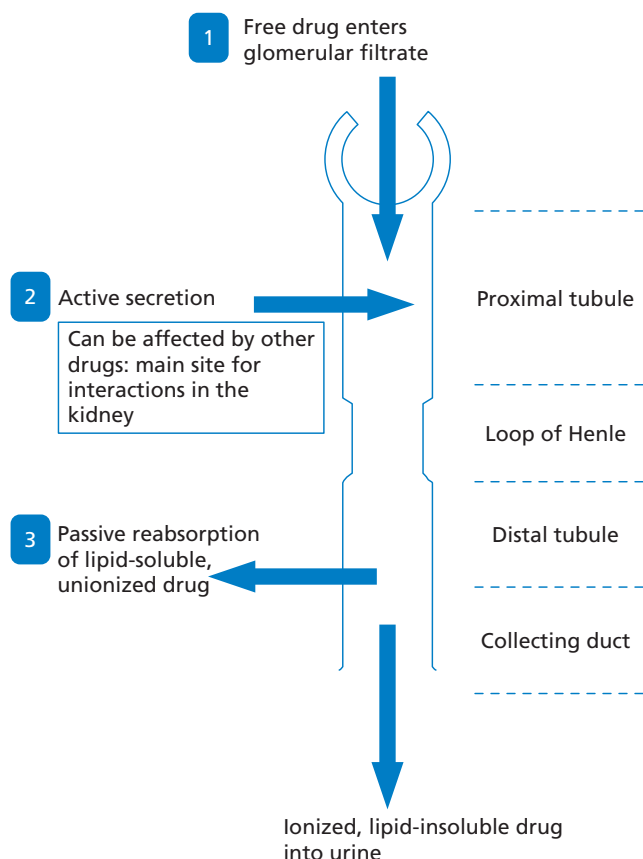 1
Free drug enters
glomerular filtrate
2
Active secretion
Can be affected by other
drugs: main site for
interactions in the
kidney
Proximal tubule
Loop of Henle
3
Passive reabsorption
of lipid-soluble,
unionized drug
Distal tubule
Collecting duct
Ionized, lipid-insoluble drug
into urine